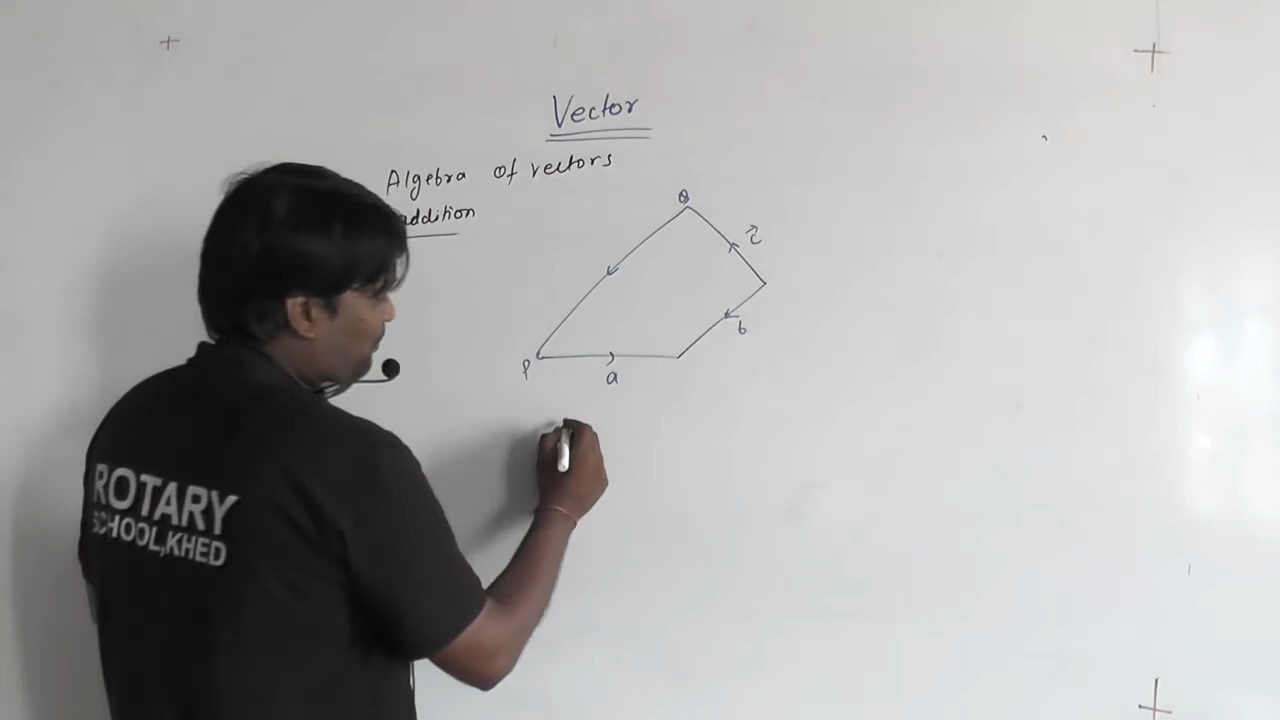 Vector
Algebra of vectors
addition
Q
c
b
P
a
ROTARY
SCHOOL,KHED